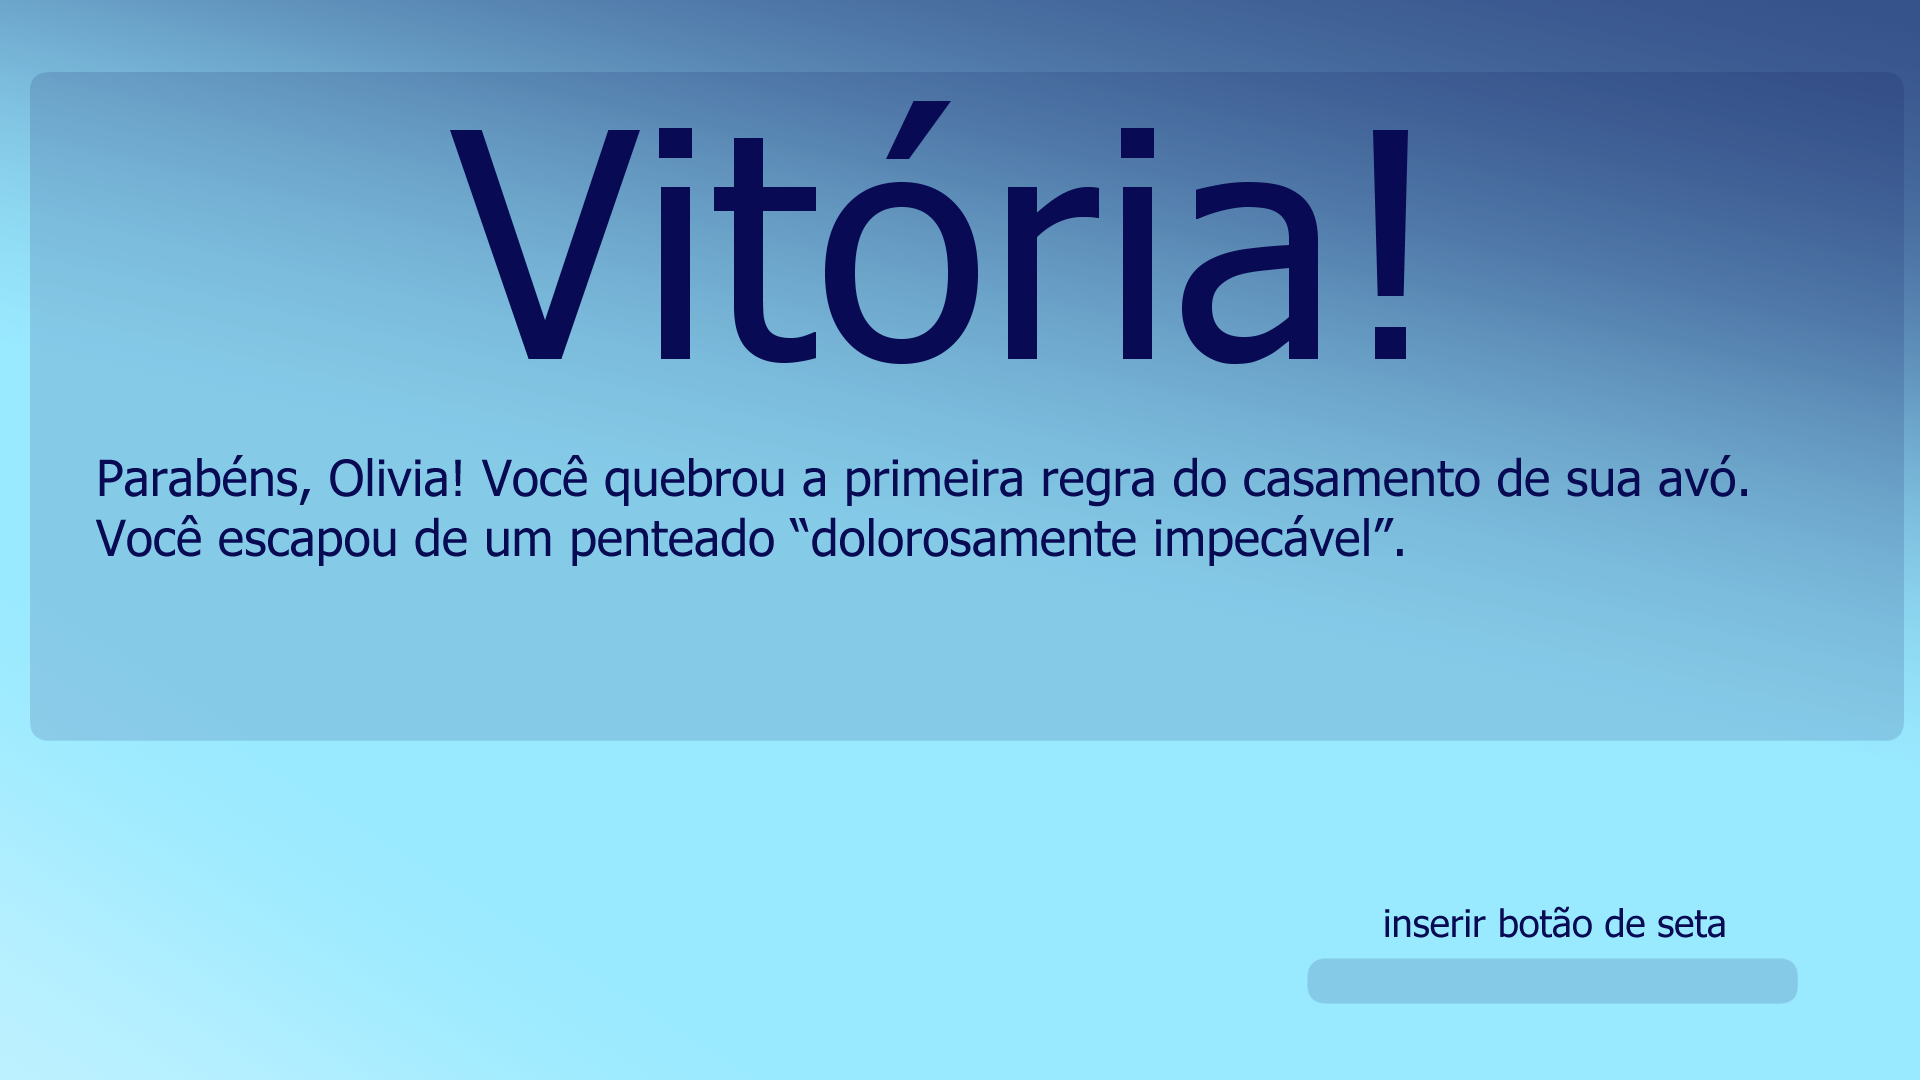 Vitória!
Parabéns, Olivia! Você quebrou a primeira regra do casamento de sua avó.
Você escapou de um penteado “dolorosamente impecável”.
inserir botão de seta